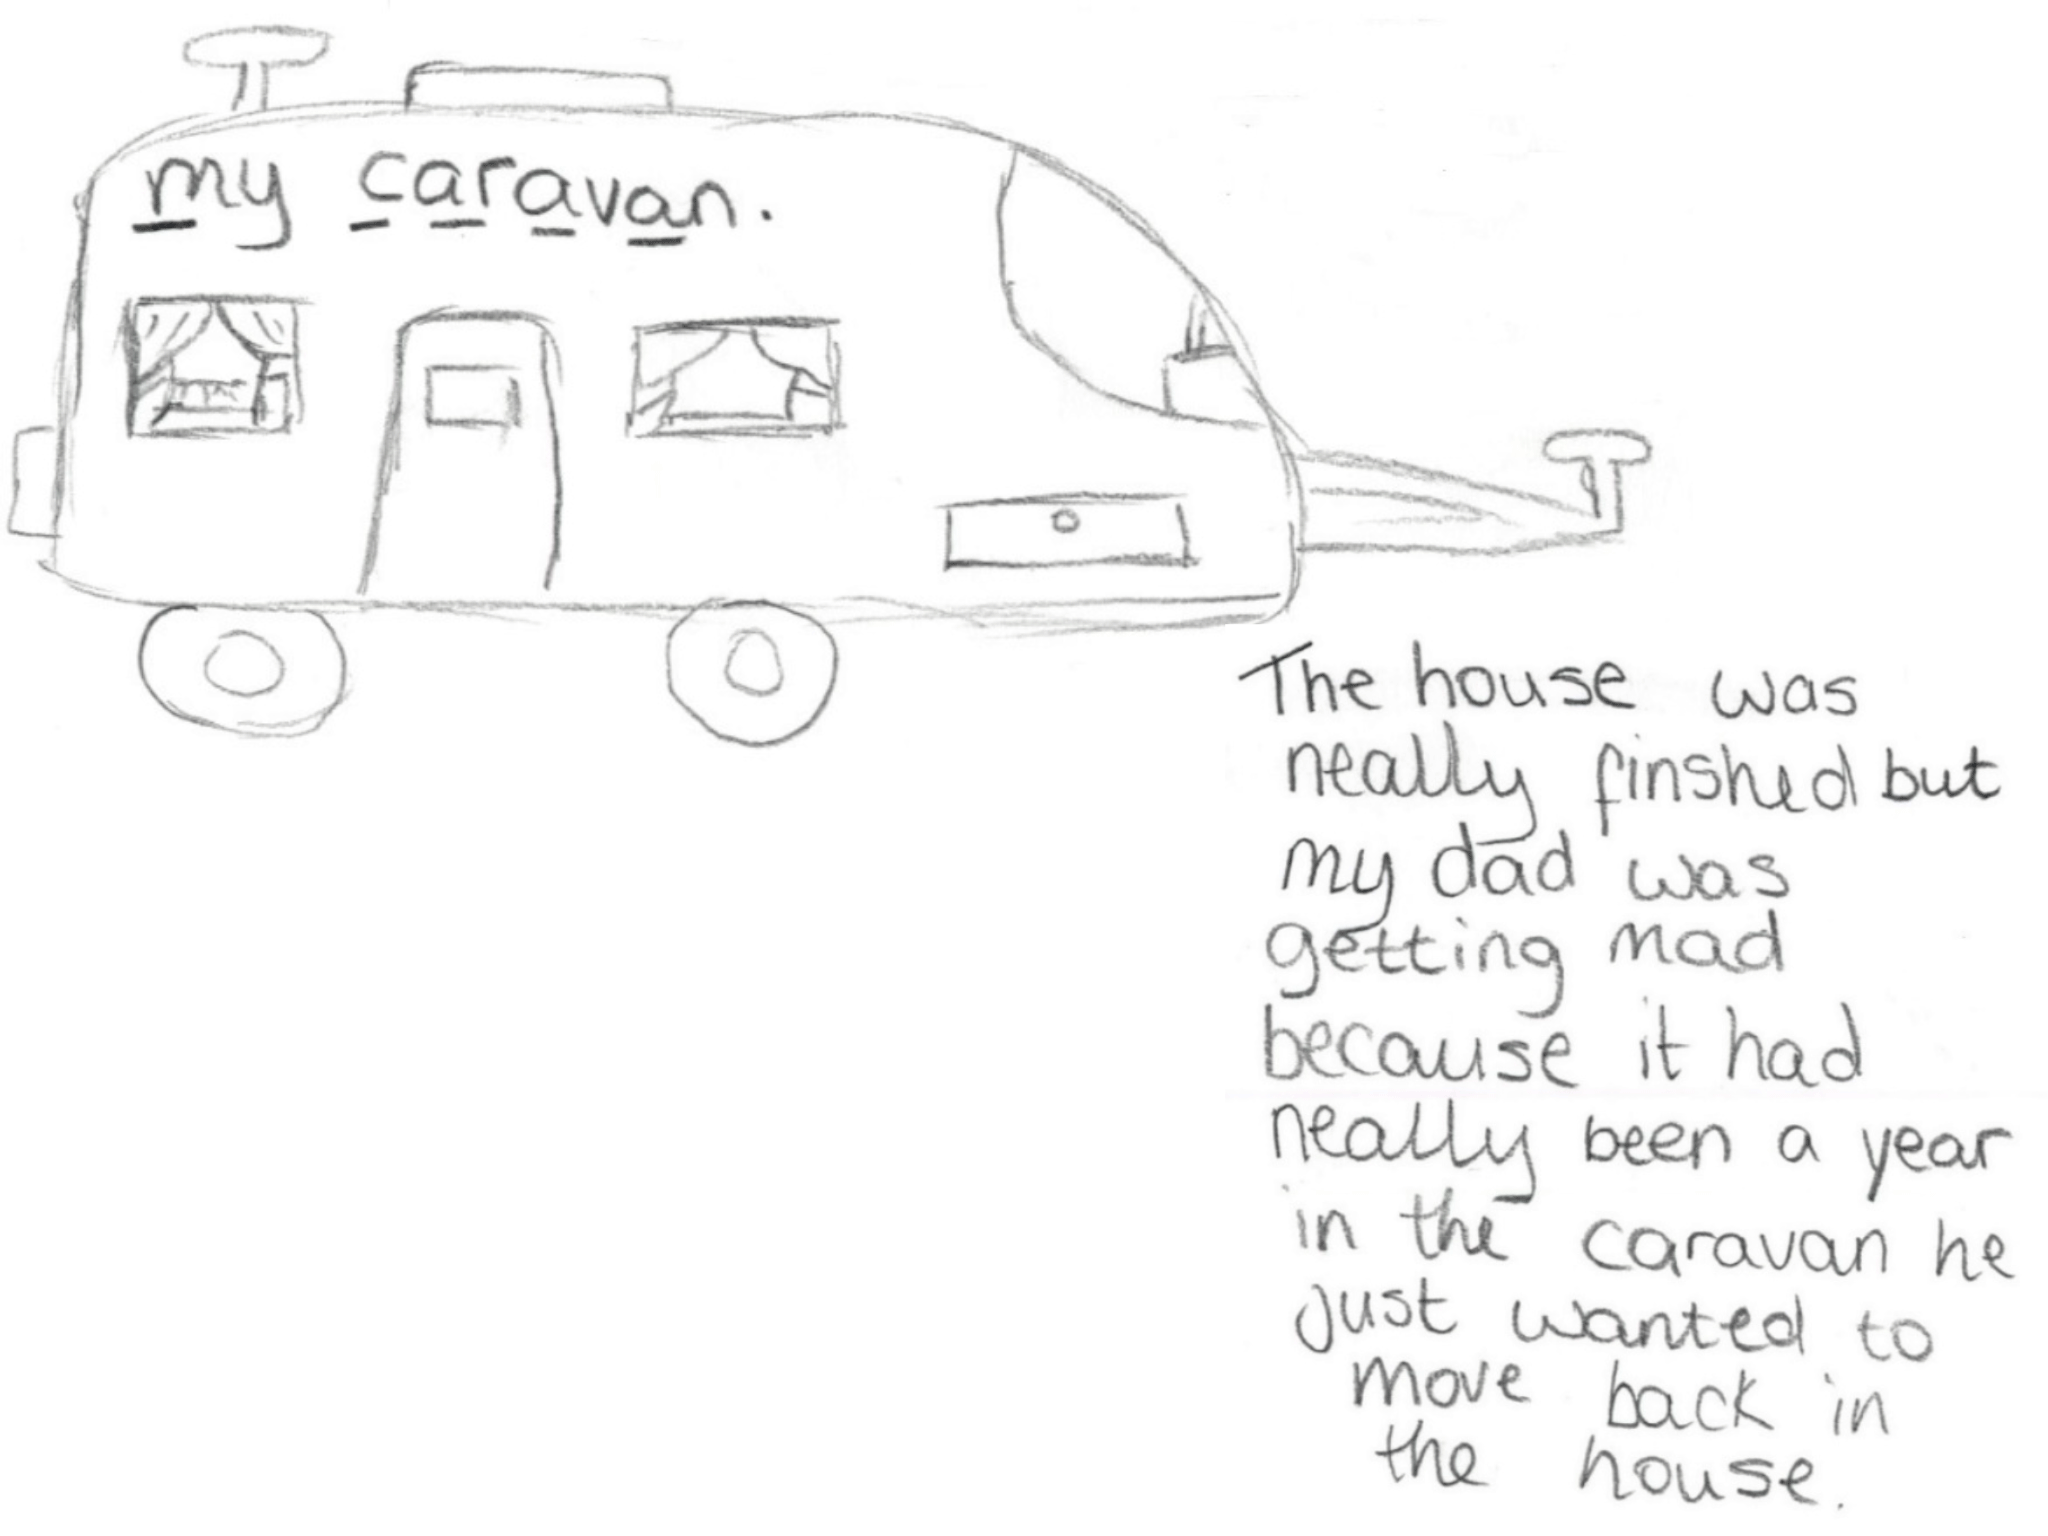 my caravan.
The house was
neally finshed but
my dad was
getting mad
because it had
neally been a year
in the caravan he
just wanted to
move back in
the house.